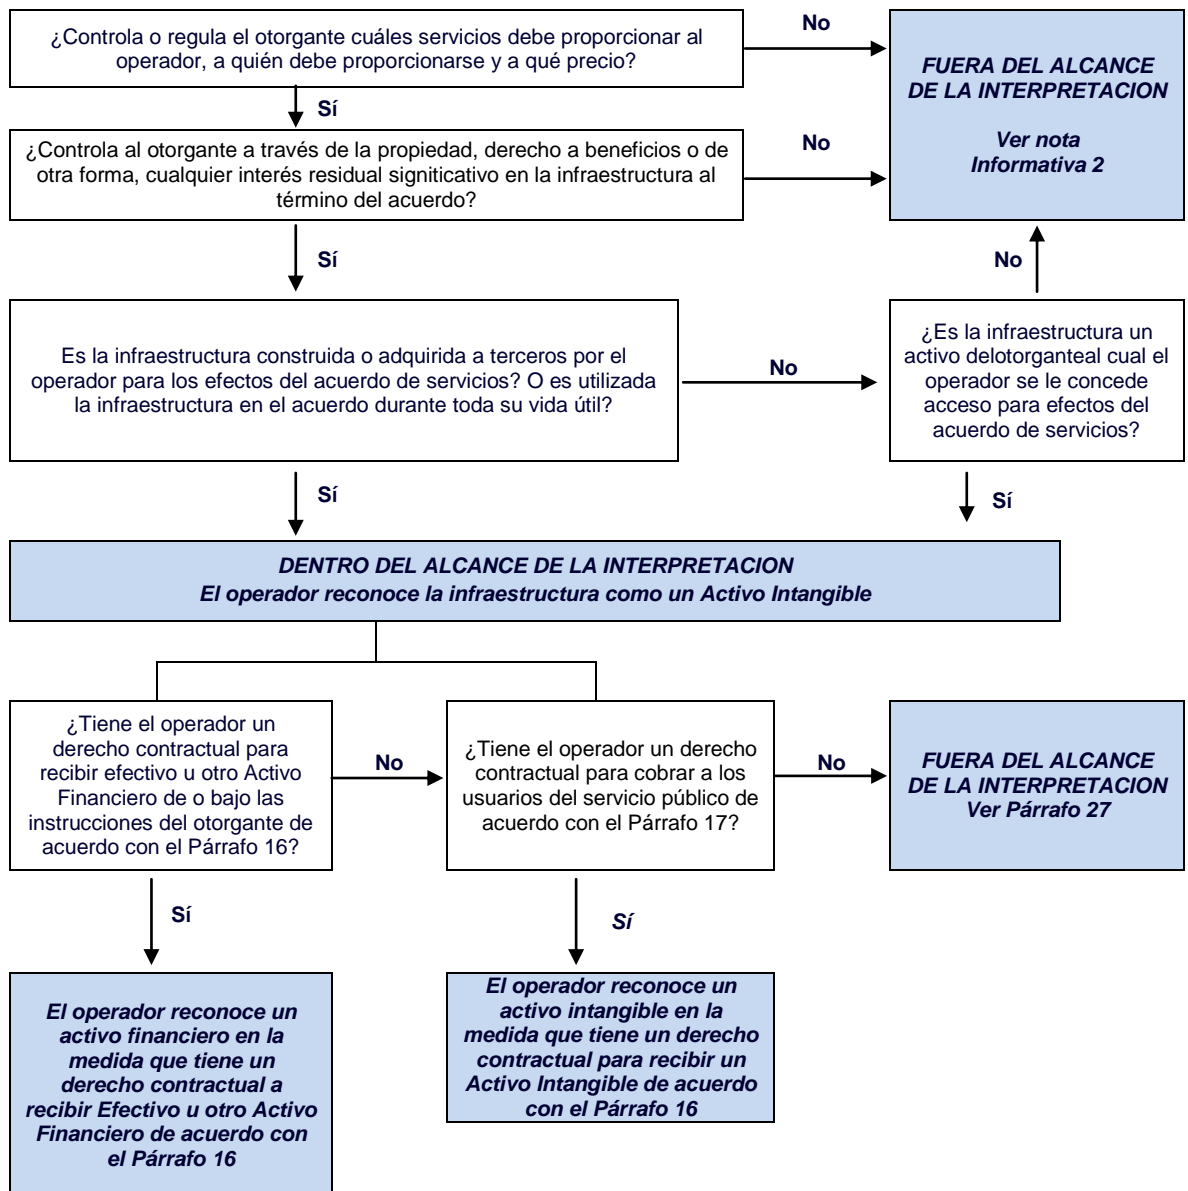 ¿Controla o regula el otorgante cuáles servicios debe proporcionar al
operador, a quién debe proporcionarse y a qué precio?
No
FUERA DEL ALCANCE
DE LA INTERPRETACION
Ver nota
Informativa 2
Sí
¿Controla al otorgante a través de la propiedad, derecho a beneficios o de
otra forma, cualquier interés residual signiticativo en la infraestructura al
término del acuerdo?
No
Sí
No
Es la infraestructura construida o adquirida a terceros por el
operador para los efectos del acuerdo de servicios? O es utilizada
la infraestructura en el acuerdo durante toda su vida útil?
No
¿Es la infraestructura un
activo delotorganteal cual el
operador se le concede
acceso para efectos del
acuerdo de servicios?
Sí
Sí
DENTRO DEL ALCANCE DE LA INTERPRETACION
El operador reconoce la infraestructura como un Activo Intangible
¿Tiene el operador un
derecho contractual para
recibir efectivo u otro Activo
Financiero de o bajo las
instrucciones del otorgante de
acuerdo con el Párrafo 16?
No
¿Tiene el operador un derecho
contractual para cobrar a los
usuarios del servicio público de
acuerdo con el Párrafo 17?
No
FUERA DEL ALCANCE
DE LA INTERPRETACION
Ver Párrafo 27
Sí
Sí
El operador reconoce un
activo financiero en la
medida que tiene un
derecho contractual a
recibir Efectivo u otro Activo
Financiero de acuerdo con
el Párrafo 16
El operador reconoce un
activo intangible en la
medida que tiene un derecho
contractual para recibir un
Activo Intangible de acuerdo
con el Párrafo 16